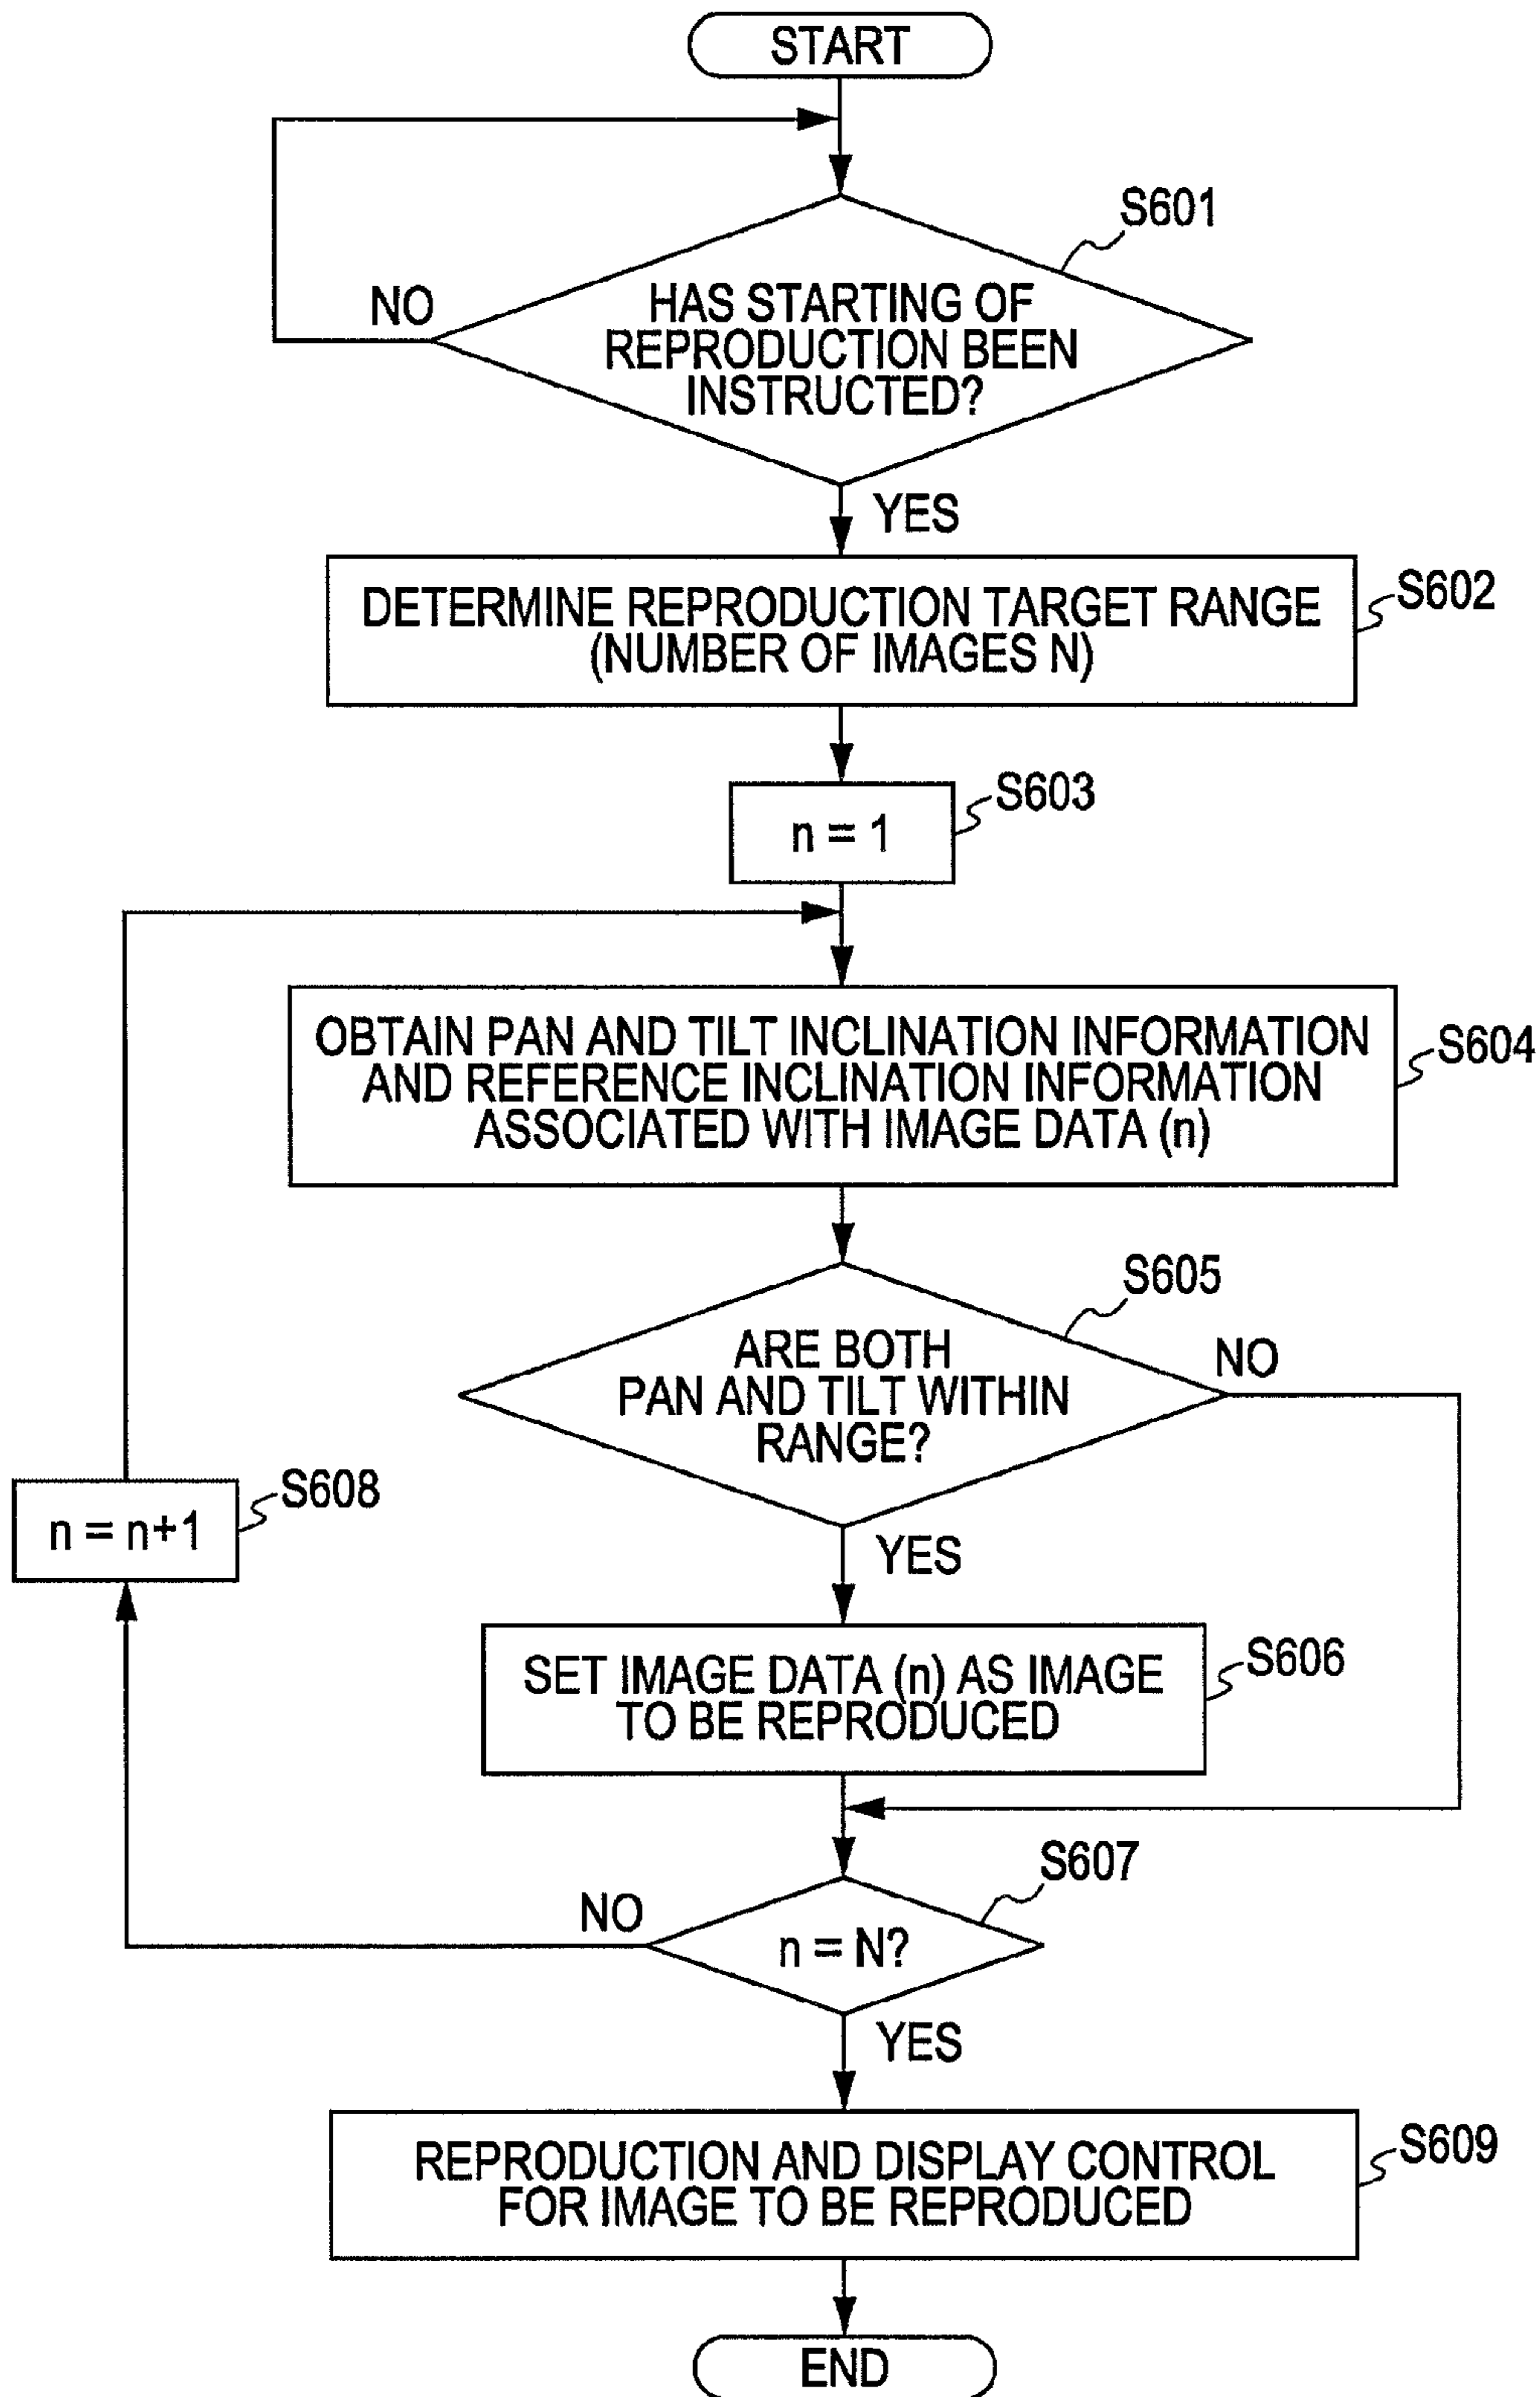 START
S601
NO
HAS STARTING OF
REPRODUCTION BEEN
INSTRUCTED?
YES
DETERMINE REPRODUCTION TARGET RANGE
(NUMBER OF IMAGES N)
S602
n = 1
S603
OBTAIN PAN AND TILT INCLINATION INFORMATION
AND REFERENCE INCLINATION INFORMATION
ASSOCIATED WITH IMAGE DATA (n)
S604
S605
ARE BOTH
PAN AND TILT WITHIN
RANGE?
NO
n = n+1
S608
YES
SET IMAGE DATA (n) AS IMAGE
TO BE REPRODUCED
S606
S607
NO
n = N?
YES
REPRODUCTION AND DISPLAY CONTROL
FOR IMAGE TO BE REPRODUCED
S609
END